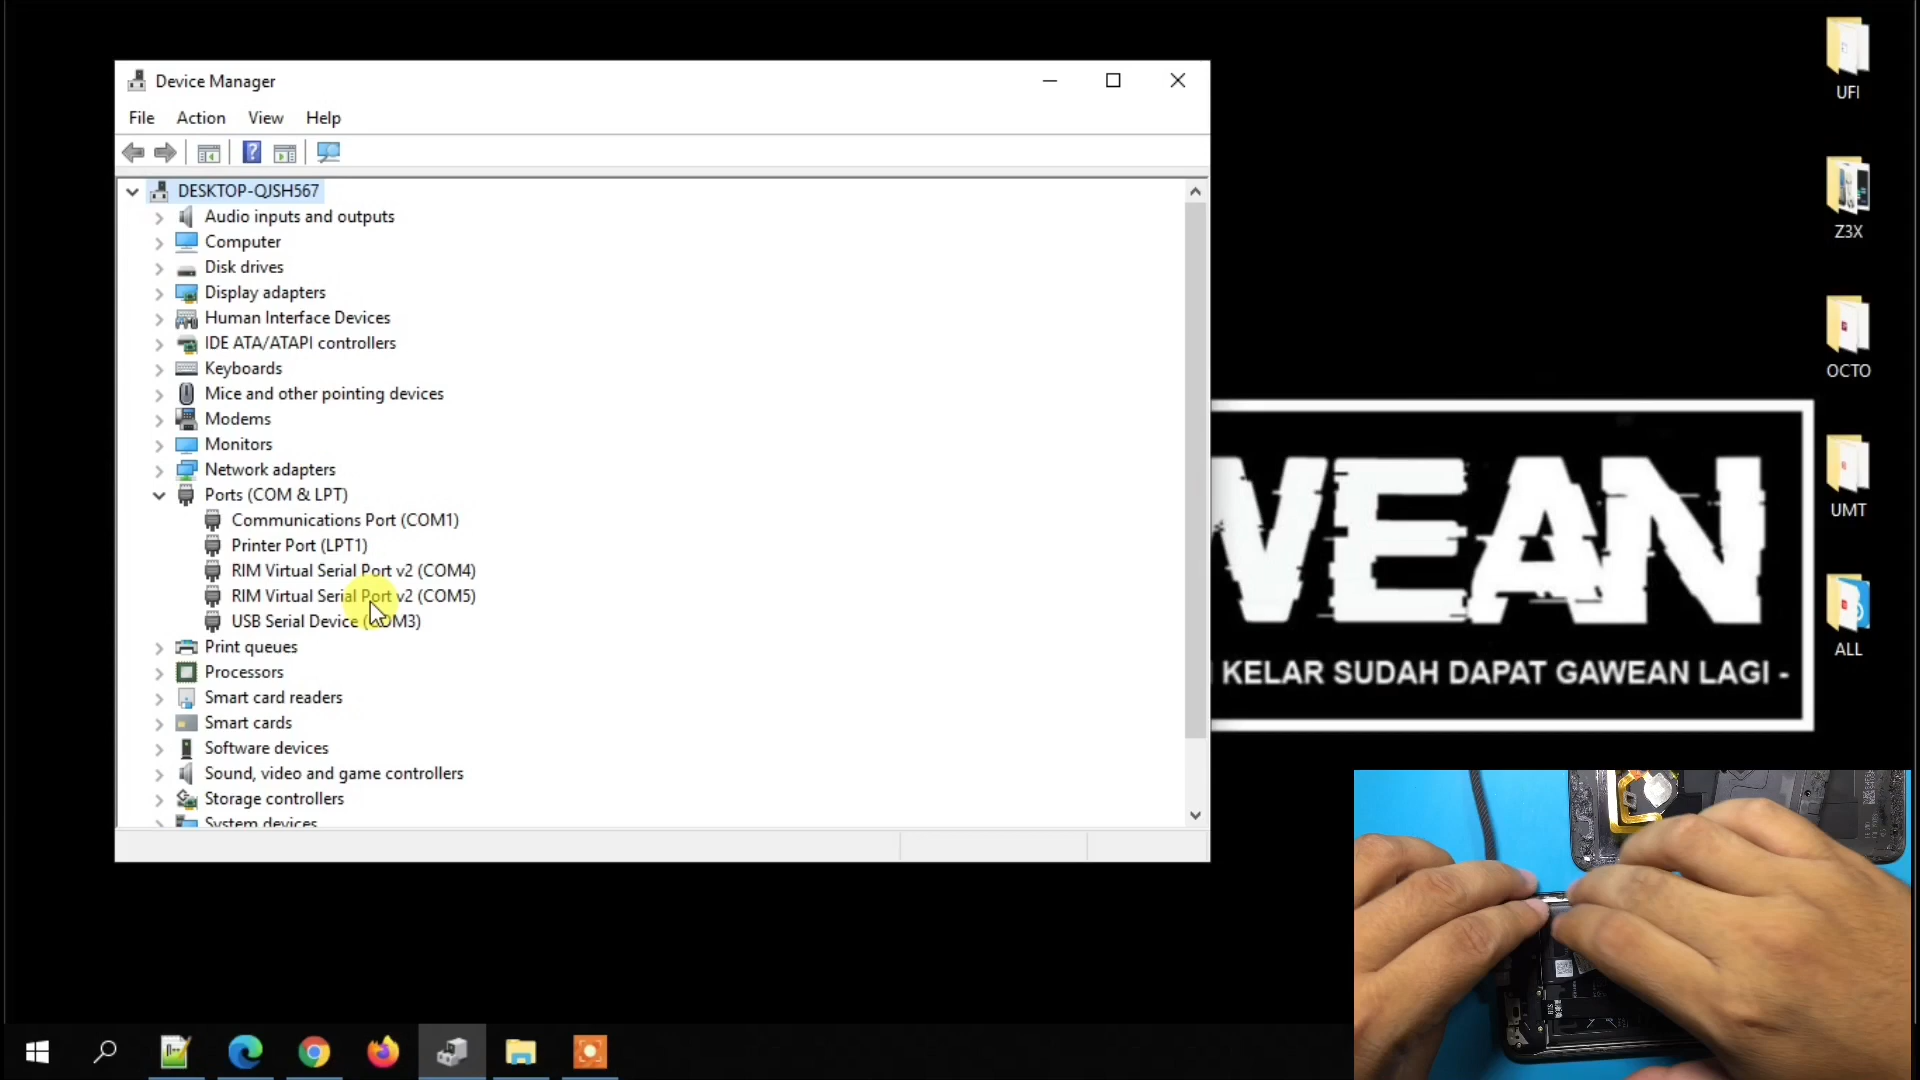 Device Manager
File Action View Help
DESKTOP-QJSH567
Audio inputs and outputs
Computer
Disk drives
Display adapters
Human Interface Devices
IDE ATA/ATAPI controllers
Keyboards
Mice and other pointing devices
Modems
Monitors
Network adapters
Ports (COM & LPT)
Communications Port (COM1)
Printer Port (LPT1)
RIM Virtual Serial Port v2 (COM4)
RIM Virtual Serial Port v2 (COM5)
USB Serial Device (COM3)
Print queues
Processors
Smart card readers
Smart cards
Software devices
Sound, video and game controllers
Storage controllers
System devices
UFI
Z3X
OCTO
UMT
ALL
WEAN
KELAR SUDAH DAPAT GAWEAN LAGI -